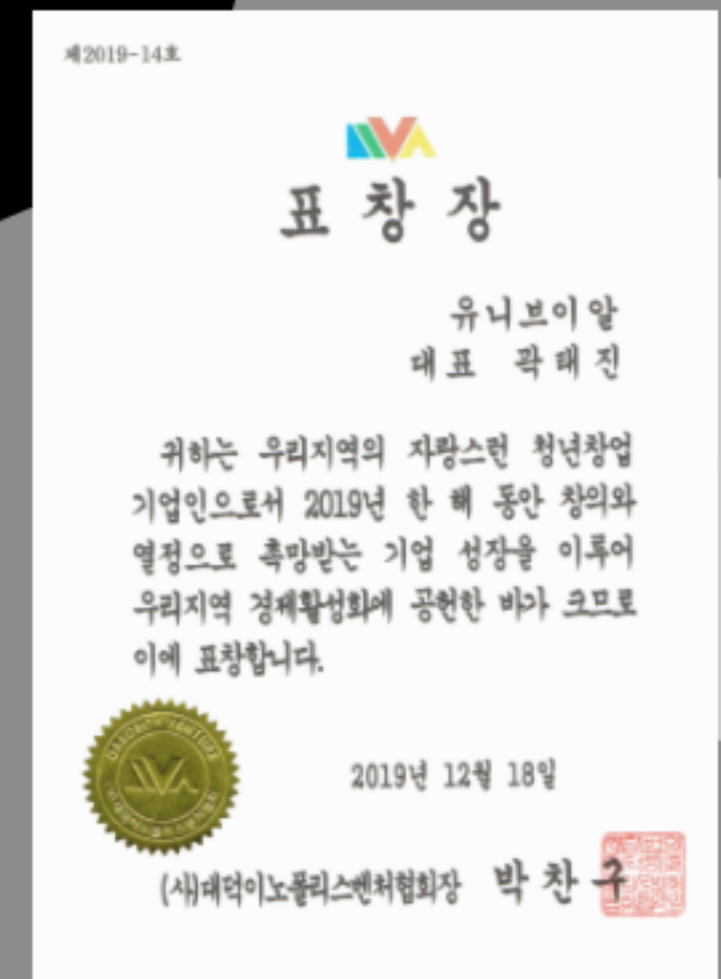 제2019-14호
표 창 장
유니브이알
대표 곽태진
귀하는 우리지역의 자랑스런 청년창업
기업인으로서 2019년 한 해 동안 창의와
열정으로 촉망받는 기업 성장을 이루어
우리지역 경제활성화에 공헌한 바가 크므로
이에 표창합니다.
2019년 12월 18일
(사)대덕이노폴리스벤처협회장 박찬구